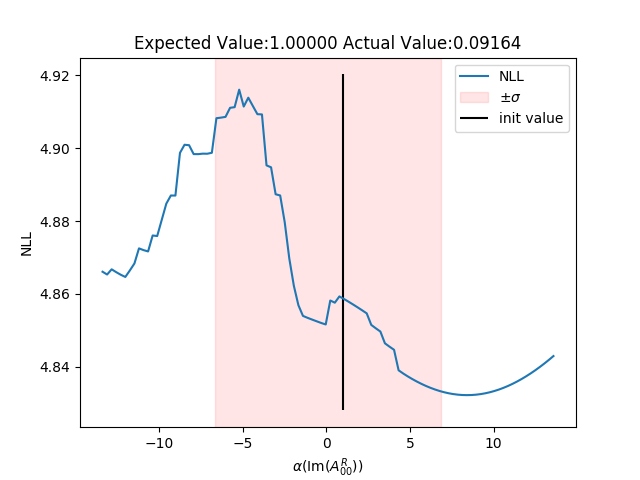 Expected Value:1.00000 Actual Value:0.09164
NLL
±σ
init value
4.92
4.90
4.88
4.86
4.84
NLL
−10
−5
0
5
10
α(Im(A^R_00))